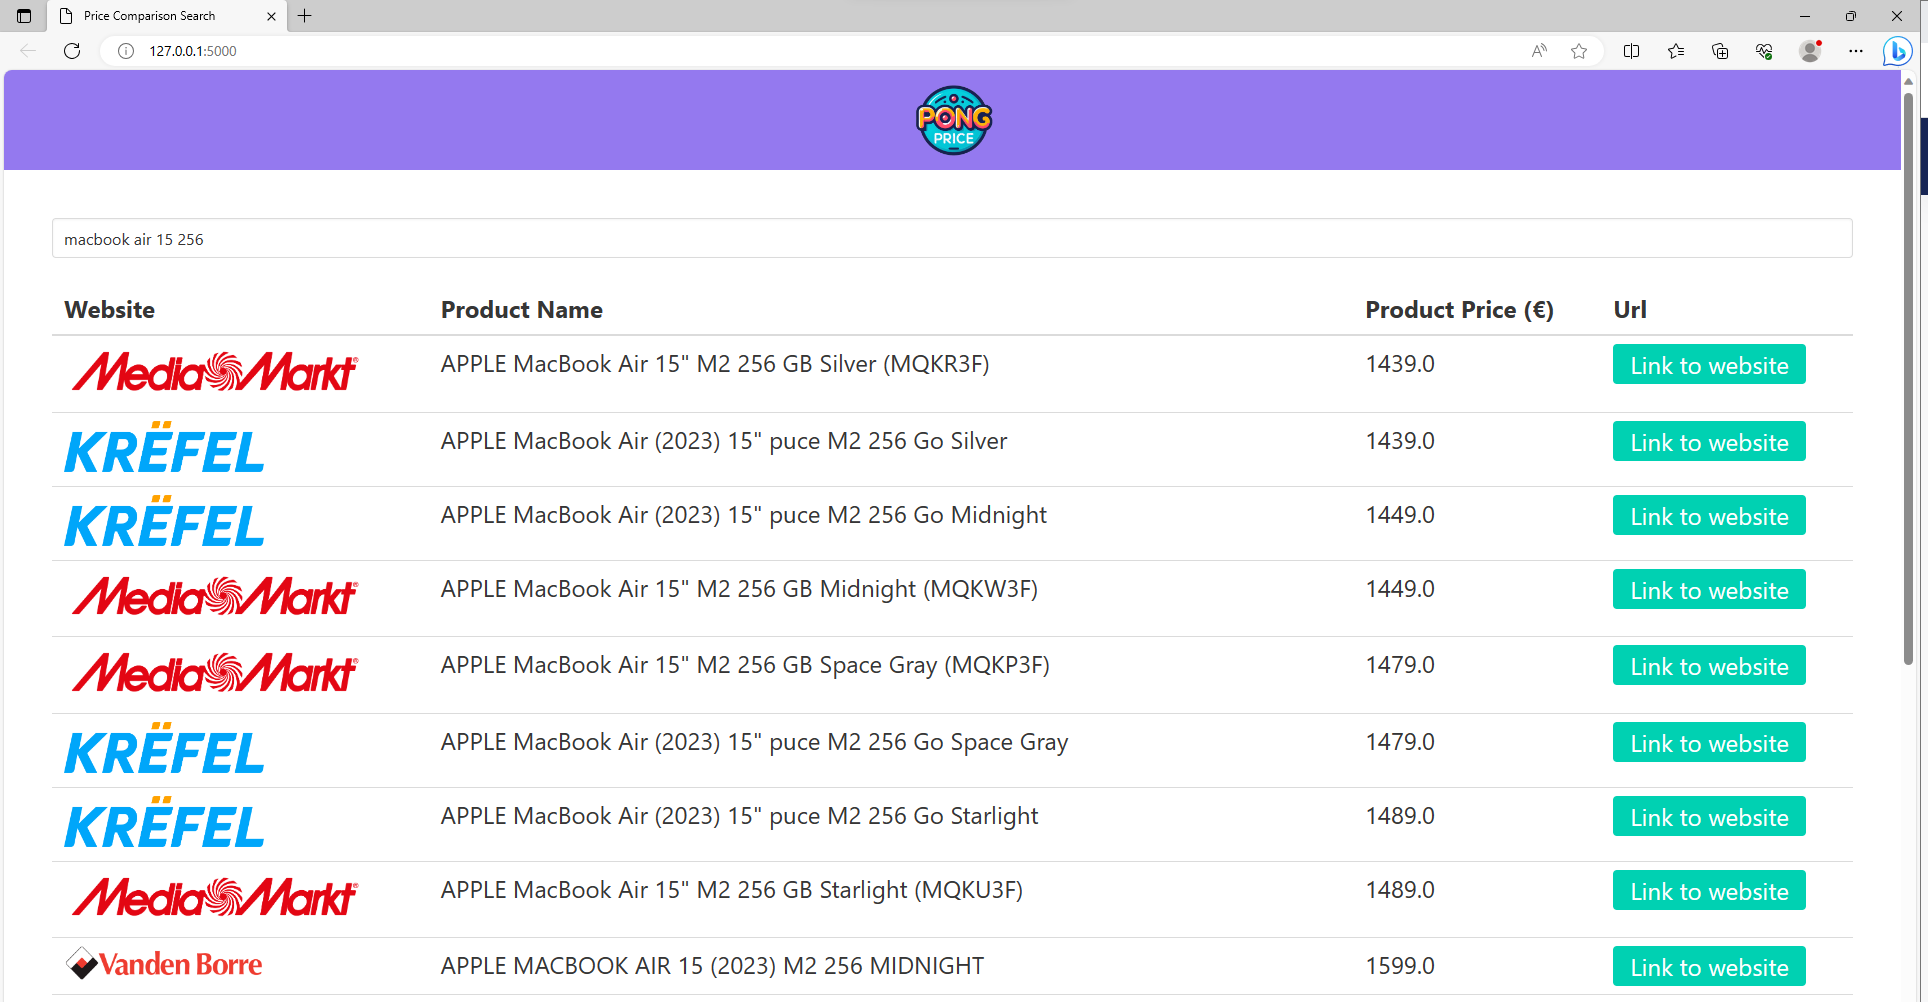 Price Comparison Search
127.0.0.1:5000
PONG
PRICE
macbook air 15 256
Website Product Name Product Price (€) Url
MediaMarkt® APPLE MacBook Air 15" M2 256 GB Silver (MQKR3F) 1439.0 Link to website
KRËFEL APPLE MacBook Air (2023) 15" puce M2 256 Go Silver 1439.0 Link to website
KRËFEL APPLE MacBook Air (2023) 15" puce M2 256 Go Midnight 1449.0 Link to website
MediaMarkt® APPLE MacBook Air 15" M2 256 GB Midnight (MQKW3F) 1449.0 Link to website
MediaMarkt® APPLE MacBook Air 15" M2 256 GB Space Gray (MQKP3F) 1479.0 Link to website
KRËFEL APPLE MacBook Air (2023) 15" puce M2 256 Go Space Gray 1479.0 Link to website
KRËFEL APPLE MacBook Air (2023) 15" puce M2 256 Go Starlight 1489.0 Link to website
MediaMarkt® APPLE MacBook Air 15" M2 256 GB Starlight (MQKU3F) 1489.0 Link to website
Vanden Borre APPLE MACBOOK AIR 15 (2023) M2 256 MIDNIGHT 1599.0 Link to website